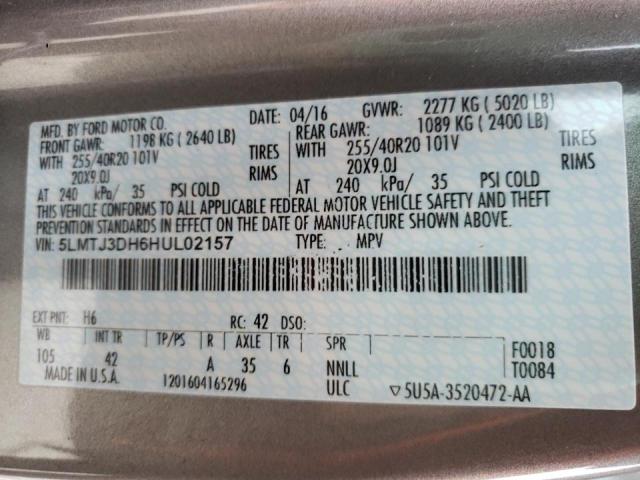 MFD. BY FORD MOTOR CO.
DATE: 04/16 GVWR: 2277 KG ( 5020 LB)
FRONT GAWR: 1198 KG ( 2640 LB) REAR GAWR: 1089 KG ( 2400 LB)
WITH 255/40R20 101V TIRES WITH 255/40R20 101V TIRES
20X9.0J RIMS 20X9.0J RIMS
AT 240 kPa/ 35 PSI COLD AT 240 kPa/ 35 PSI COLD
THIS VEHICLE CONFORMS TO ALL APPLICABLE FEDERAL MOTOR VEHICLE SAFETY AND THEFT
PREVENTION STANDARDS IN EFFECT ON THE DATE OF MANUFACTURE SHOWN ABOVE.
VIN: 5LMTJ3DH6HUL02157 TYPE: MPV
EXT PNT: H6 RC: 42 DSO:
WB INT TR TP/PS R AXLE TR SPR F0018
105 42 A 35 6 NNLL T0084
MADE IN U.S.A. 1201604165296 ULC ▽5U5A-3520472-AA